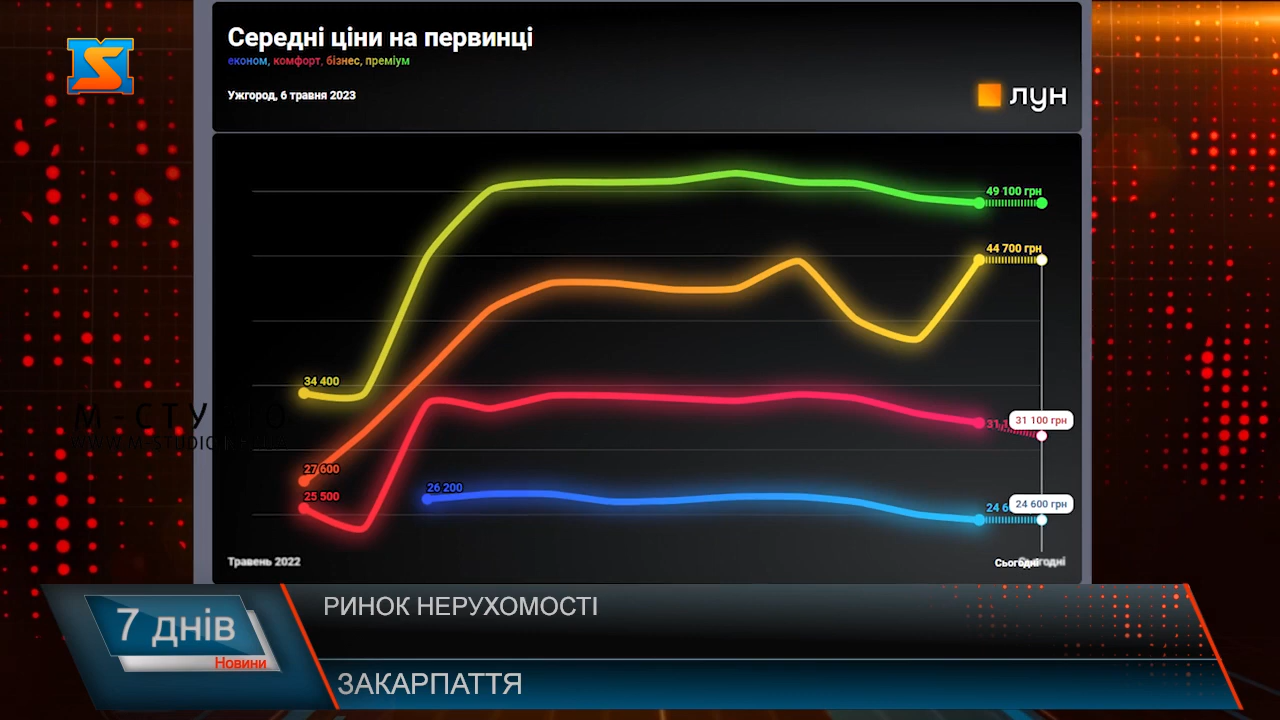 Середні ціни на первинці
економ, комфорт, бізнес, преміум
Ужгород, 6 травня 2023
лун
49 100 грн
44 700 грн
34 400
31 100 грн
27 600
25 500
26 200
24 600 грн
Травень 2022
Сьогодні
М-СТУДІО
7 днів
Новини
РИНОК НЕРУХОМОСТІ
ЗАКАРПАТТЯ